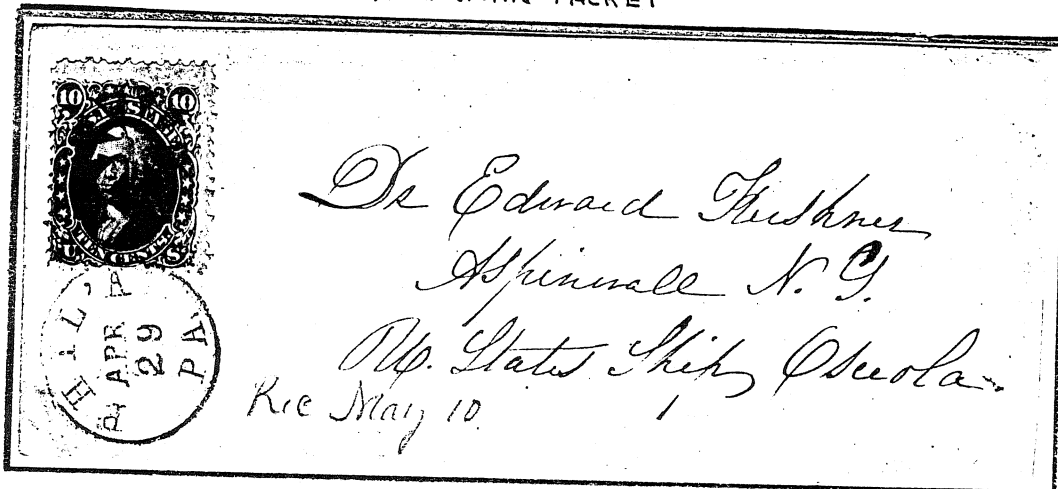 PACKET
10 10
U.S. POSTAGE
TEN CENTS
U S
PHIL'A PA.
APR
29
Dr Edward Kershner
Aspinwall N. G.
U. States Ship Osceola
Rec May 10.